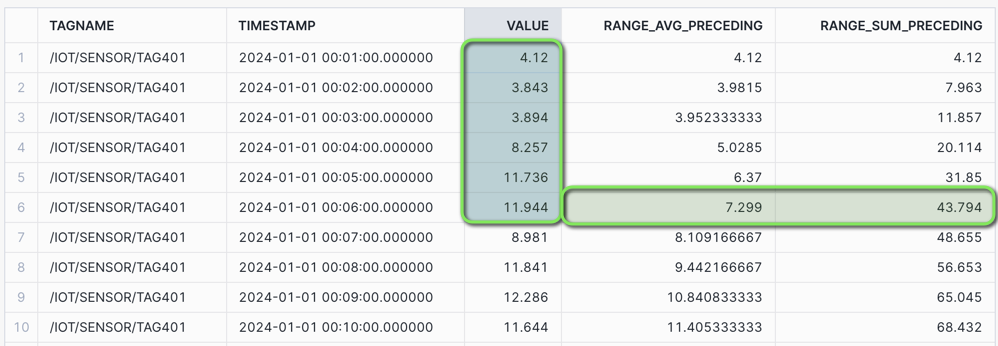 TAGNAME TIMESTAMP VALUE RANGE_AVG_PRECEDING RANGE_SUM_PRECEDING
1 /IOT/SENSOR/TAG401 2024-01-01 00:01:00.000000 4.12 4.12 4.12
2 /IOT/SENSOR/TAG401 2024-01-01 00:02:00.000000 3.843 3.9815 7.963
3 /IOT/SENSOR/TAG401 2024-01-01 00:03:00.000000 3.894 3.952333333 11.857
4 /IOT/SENSOR/TAG401 2024-01-01 00:04:00.000000 8.257 5.0285 20.114
5 /IOT/SENSOR/TAG401 2024-01-01 00:05:00.000000 11.736 6.37 31.85
6 /IOT/SENSOR/TAG401 2024-01-01 00:06:00.000000 11.944 7.299 43.794
7 /IOT/SENSOR/TAG401 2024-01-01 00:07:00.000000 8.981 8.109166667 48.655
8 /IOT/SENSOR/TAG401 2024-01-01 00:08:00.000000 11.841 9.442166667 56.653
9 /IOT/SENSOR/TAG401 2024-01-01 00:09:00.000000 12.286 10.840833333 65.045
10 /IOT/SENSOR/TAG401 2024-01-01 00:10:00.000000 11.644 11.405333333 68.432